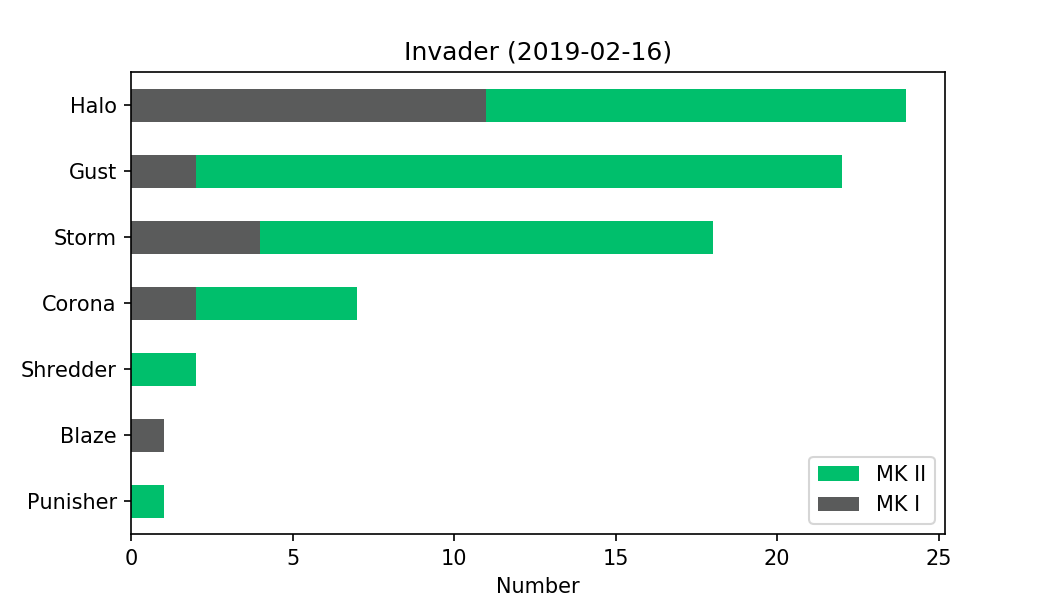 Invader (2019-02-16)
Halo
Gust
Storm
Corona
Shredder
Blaze
Punisher
MK II
MK I
0 5 10 15 20 25
Number